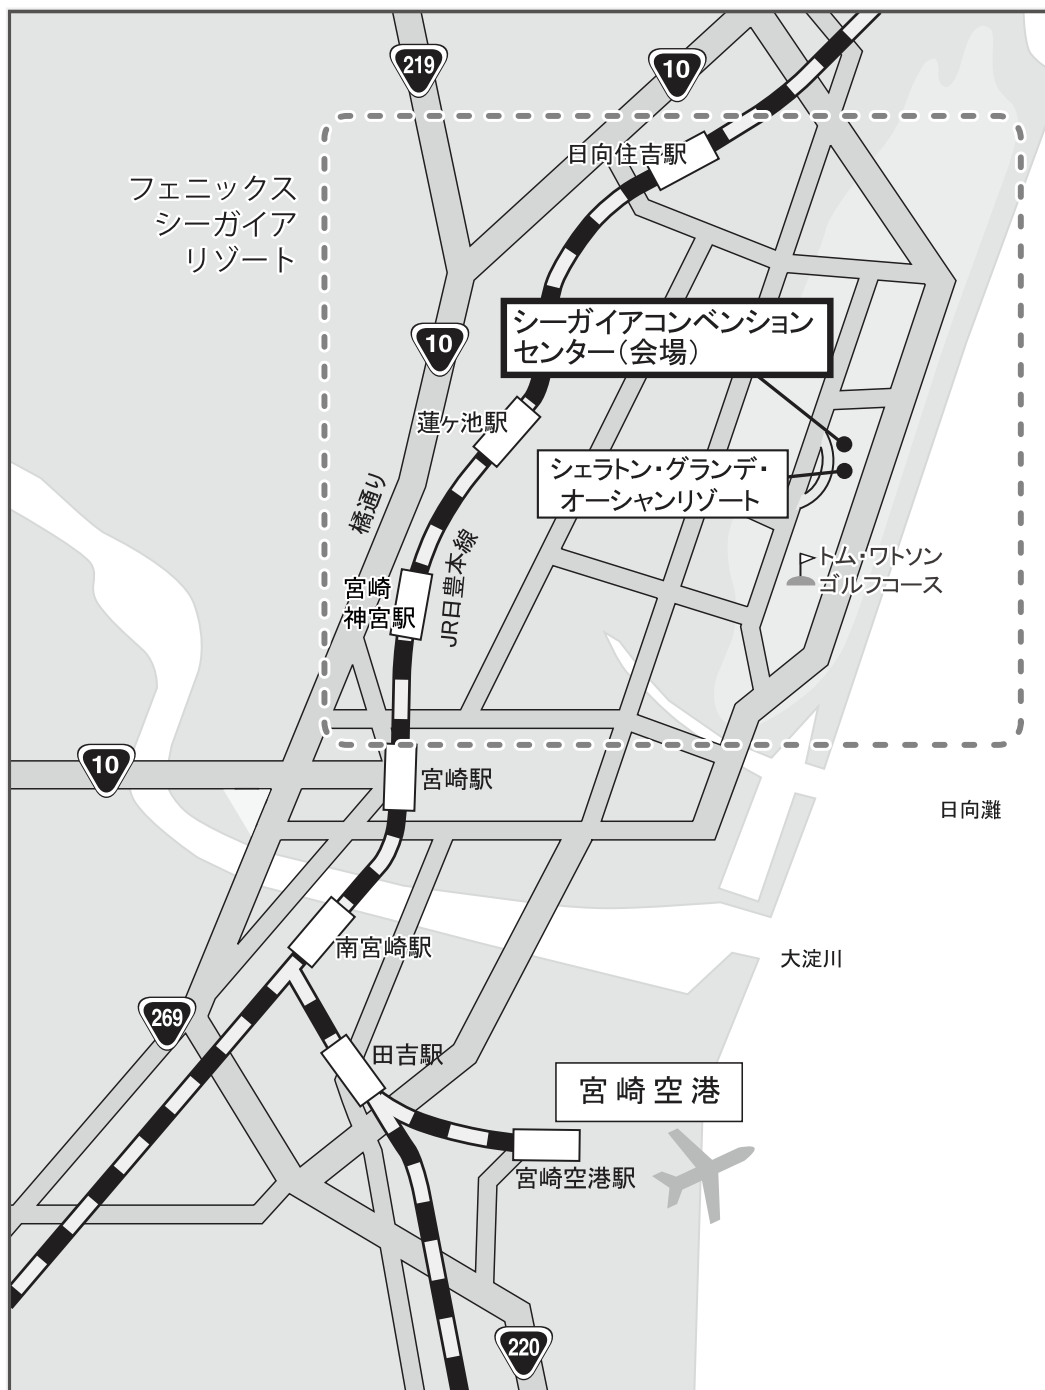 219
10
日向住吉駅
フェニックス
シーガイア
リゾート
シーガイアコンベンション
センター（会場）
10
蓮ヶ池駅
シェラトン・グランデ・
オーシャンリゾート
橘通り
JR日豊本線
トム・ワトソン
ゴルフコース
宮崎
神宮駅
10
宮崎駅
日向灘
南宮崎駅
大淀川
269
田吉駅
宮崎空港
宮崎空港駅
220